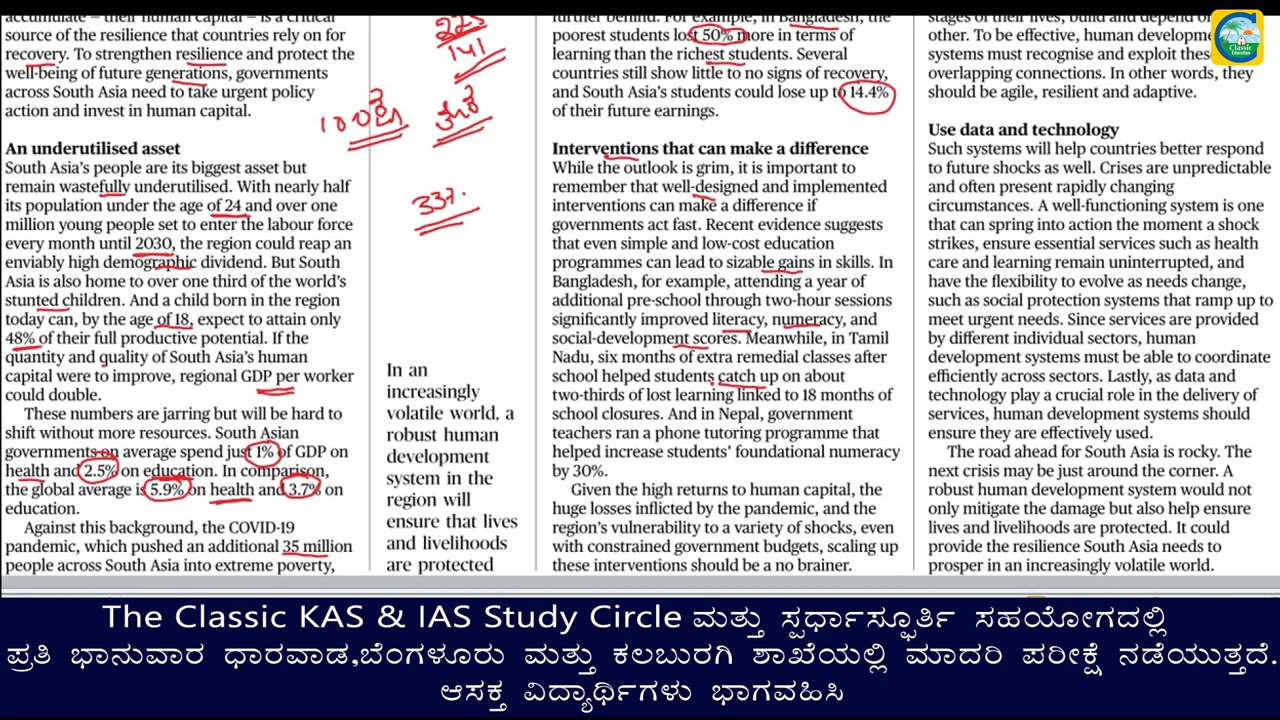 accumulate — their human capital — is a critical
source of the resilience that countries rely on for
recovery. To strengthen resilience and protect the
well-being of future generations, governments
across South Asia need to take urgent policy
action and invest in human capital.
An underutilised asset
South Asia's people are its biggest asset but
remain wastefully underutilised. With nearly half
its population under the age of 24 and over one
million young people set to enter the labour force
every month until 2030, the region could reap an
enviably high demographic dividend. But South
Asia is also home to over one third of the world's
stunted children. And a child born in the region
today can, by the age of 18, expect to attain only
48% of their full productive potential. If the
quantity and quality of South Asia's human
capital were to improve, regional GDP per worker
could double.
These numbers are jarring but will be hard to
shift without more resources. South Asian
governments on average spend just 1% of GDP on
health and 2.5% on education. In comparison,
the global average is 5.9% on health and 3.7% on
education.
Against this background, the COVID-19
pandemic, which pushed an additional 35 million
people across South Asia into extreme poverty,
225
141
33%
In an
increasingly
volatile world, a
robust human
development
system in the
region will
ensure that lives
and livelihoods
are protected
further behind. For example, in Bangladesh, the
poorest students lost 50% more in terms of
learning than the richest students. Several
countries still show little to no signs of recovery,
and South Asia's students could lose up to 14.4%
of their future earnings.
Interventions that can make a difference
While the outlook is grim, it is important to
remember that well-designed and implemented
interventions can make a difference if
governments act fast. Recent evidence suggests
that even simple and low-cost education
programmes can lead to sizable gains in skills. In
Bangladesh, for example, attending a year of
additional pre-school through two-hour sessions
significantly improved literacy, numeracy, and
social-development scores. Meanwhile, in Tamil
Nadu, six months of extra remedial classes after
school helped students catch up on about
two-thirds of lost learning linked to 18 months of
school closures. And in Nepal, government
teachers ran a phone tutoring programme that
helped increase students' foundational numeracy
by 30%.
Given the high returns to human capital, the
huge losses inflicted by the pandemic, and the
region's vulnerability to a variety of shocks, even
with constrained government budgets, scaling up
these interventions should be a no brainer.
stages of their lives, build and depend on
other. To be effective, human development
systems must recognise and exploit these
overlapping connections. In other words, they
should be agile, resilient and adaptive.
Use data and technology
Such systems will help countries better respond
to future shocks as well. Crises are unpredictable
and often present rapidly changing
circumstances. A well-functioning system is one
that can spring into action the moment a shock
strikes, ensure essential services such as health
care and learning remain uninterrupted, and
have the flexibility to evolve as needs change,
such as social protection systems that ramp up to
meet urgent needs. Since services are provided
by different individual sectors, human
development systems must be able to coordinate
efficiently across sectors. Lastly, as data and
technology play a crucial role in the delivery of
services, human development systems should
ensure they are effectively used.
The road ahead for South Asia is rocky. The
next crisis may be just around the corner. A
robust human development system would not
only mitigate the damage but also help ensure
lives and livelihoods are protected. It could
provide the resilience South Asia needs to
prosper in an increasingly volatile world.
Classic
Education
The Classic KAS & IAS Study Circle ಮತ್ತು ಸ್ಪರ್ಧಾಸ್ಫೂರ್ತಿ ಸಹಯೋಗದಲ್ಲಿ
ಪ್ರತಿ ಭಾನುವಾರ ಧಾರವಾಡ,ಬೆಂಗಳೂರು ಮತ್ತು ಕಲಬುರಗಿ ಶಾಖೆಯಲ್ಲಿ ಮಾದರಿ ಪರೀಕ್ಷೆ ನಡೆಯುತ್ತದೆ.
ಆಸಕ್ತ ವಿದ್ಯಾರ್ಥಿಗಳು ಭಾಗವಹಿಸಿ